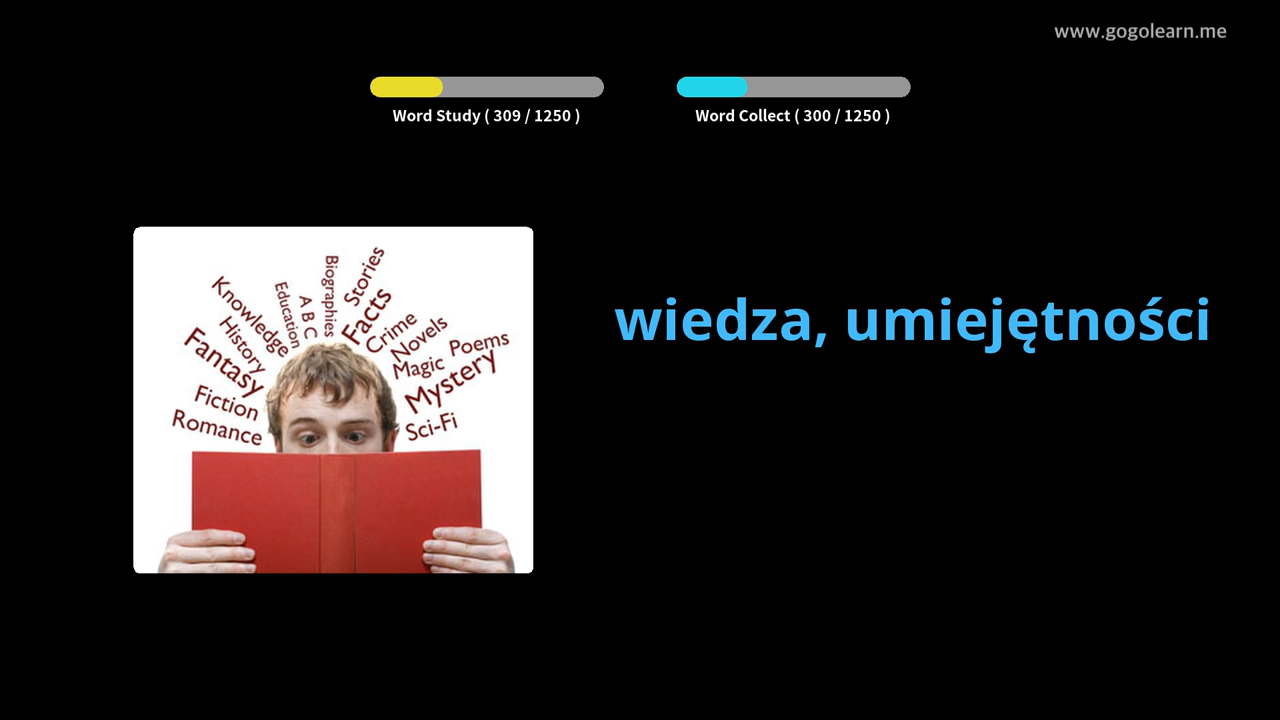 www.gogolearn.me
Word Study ( 309 / 1250 )
Word Collect ( 300 / 1250 )
wiedza, umiejętności
Knowledge
Education
A B C
Biographies
Stories
Facts
History
Crime
Novels
Fantasy
Magic
Poems
Mystery
Fiction
Romance
Sci-Fi